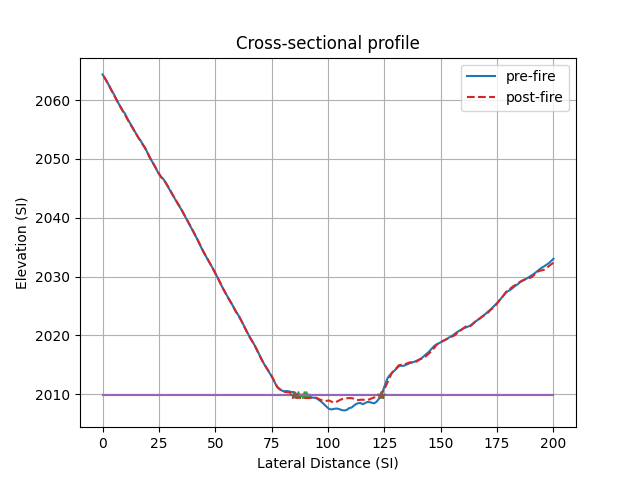 Cross-sectional profile
pre-fire
post-fire
Elevation (SI)
2060
2050
2040
2030
2020
2010
0 25 50 75 100 125 150 175 200
Lateral Distance (SI)